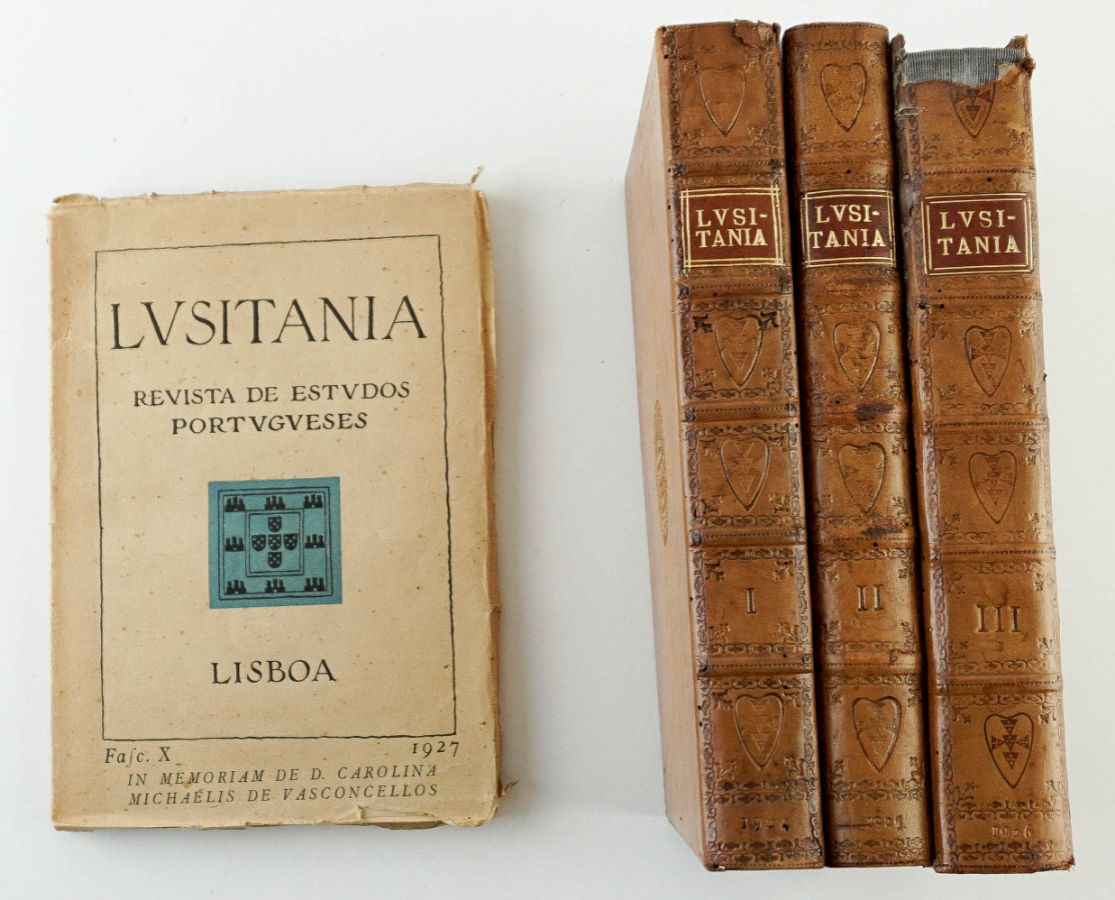 LVSITANIA
REVISTA DE ESTVDOS
PORTVGVESES
LISBOA
Faſc. X 1927
IN MEMORIAM DE D. CAROLINA
MICHAËLIS DE VASCONCELLOS
LVSI-
TANIA
I
LVSI-
TANIA
II
LVSI-
TANIA
III
1926